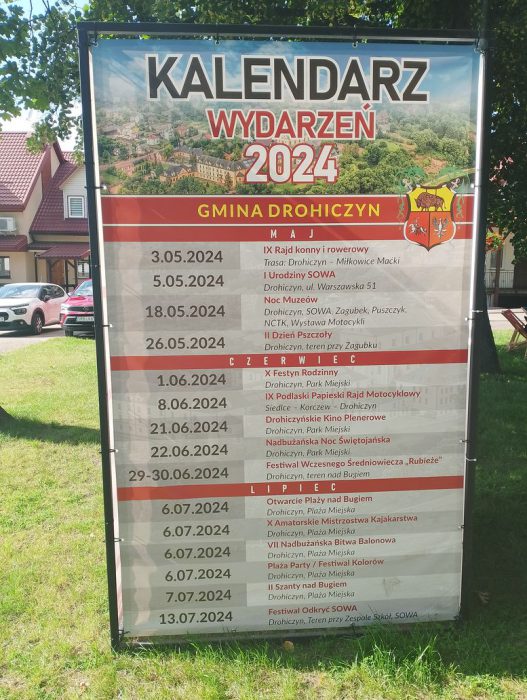 KALENDARZ
WYDARZEŃ
2024
GMINA DROHICZYN
MAJ
3.05.2024 IX Rajd konny i rowerowy
Trasa: Drohiczyn – Miłkowice Maćki
5.05.2024 I Urodziny SOWA
Drohiczyn, ul. Warszawska 51
18.05.2024 Noc Muzeów
Drohiczyn, SOWA, Zagubek, Puszczyk,
NCTK, Wystawa Motocykli
26.05.2024 II Dzień Pszczoły
Drohiczyn, teren przy Zagubku
CZERWIEC
1.06.2024 X Festyn Rodzinny
Drohiczyn, Park Miejski
8.06.2024 IX Podlaski Papieski Rajd Motocyklowy
Siedlce – Korczew – Drohiczyn
21.06.2024 Drohiczyńskie Kino Plenerowe
Drohiczyn, Park Miejski
22.06.2024 Nadbużańska Noc Świętojańska
Drohiczyn, Park Miejski
29-30.06.2024 Festiwal Wczesnego Średniowiecza „Rubieże"
Drohiczyn, teren nad Bugiem
LIPIEC
6.07.2024 Otwarcie Plaży nad Bugiem
Drohiczyn, Plaża Miejska
6.07.2024 X Amatorskie Mistrzostwa Kajakarstwa
Drohiczyn, Plaża Miejska
6.07.2024 VII Nadbużańska Bitwa Balonowa
Drohiczyn, Plaża Miejska
6.07.2024 Plaża Party / Festiwal Kolorów
Drohiczyn, Plaża Miejska
7.07.2024 II Szanty nad Bugiem
Drohiczyn, Plaża Miejska
13.07.2024 Festiwal Odkryć SOWA
Drohiczyn, Teren przy Zespole Szkół, SOWA